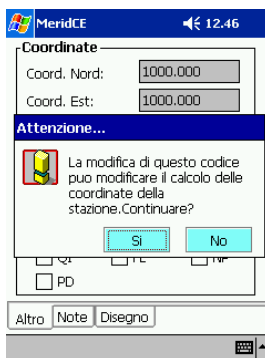 MeridCE 12.46
Coordinate
Coord. Nord: 1000.000
Coord. Est: 1000.000
Attenzione...
La modifica di questo codice
puo modificare il calcolo delle
coordinate della
stazione.Continuare?
Si No
PD
Altro Note Disegno